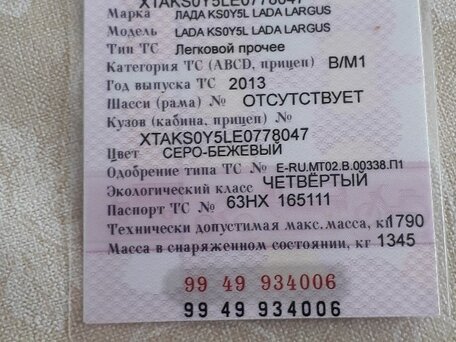 XTAKS0Y5LE0778047
Марка ЛАДА KS0Y5L LADA LARGUS
Модель LADA KS0Y5L LADA LARGUS
Тип ТС Легковой прочее
Категория ТС (ABCD, прицеп) B/M1
Год выпуска ТС 2013
Шасси (рама) № ОТСУТСТВУЕТ
Кузов (кабина, прицеп) №
XTAKS0Y5LE0778047
Цвет СЕРО-БЕЖЕВЫЙ
Одобрение типа ТС № E-RU.MT02.B.00338.П1
Экологический класс ЧЕТВЁРТЫЙ
Паспорт ТС № 63НХ 165111
Технически допустимая макс.масса, кг 1790
Масса в снаряженном состоянии, кг 1345
99 49 934006
99 49 934006